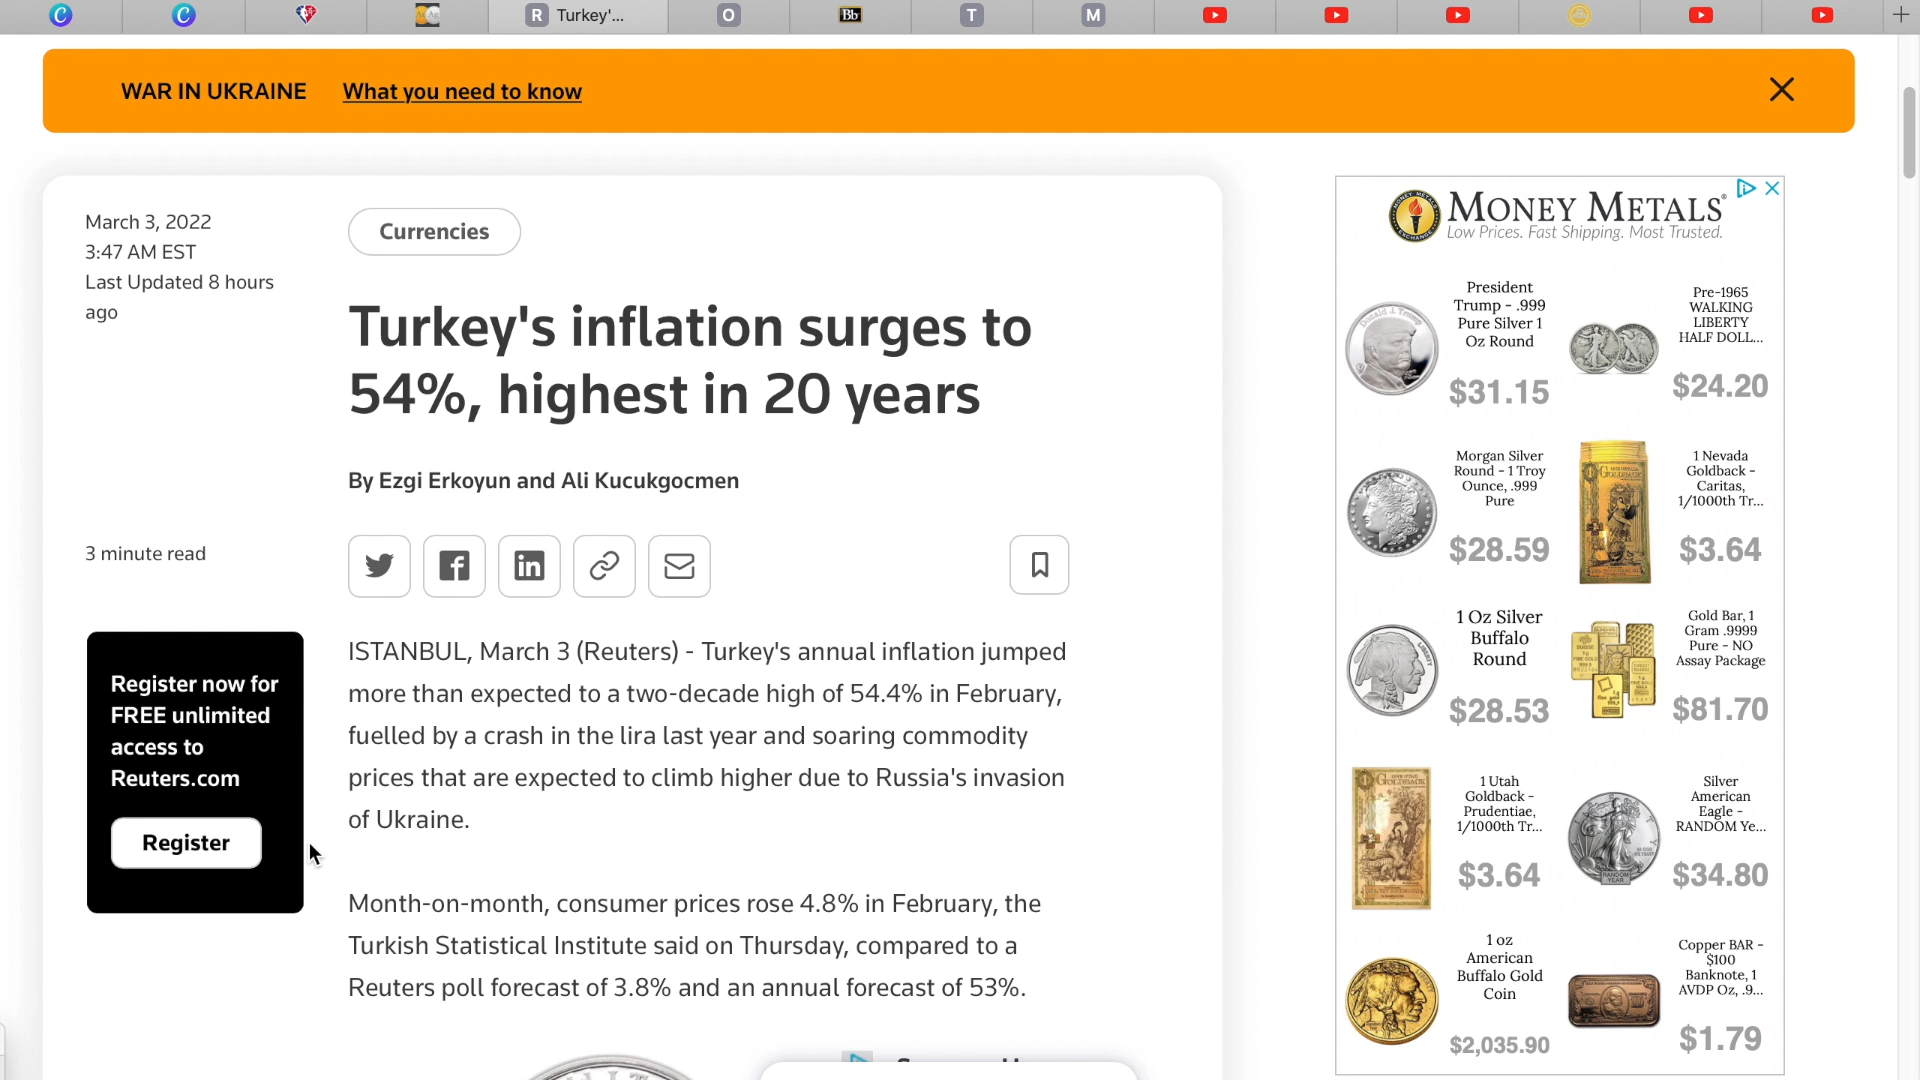 R Turkey'...
O
Bb
T
M
WAR IN UKRAINE What you need to know
March 3, 2022
3:47 AM EST
Last Updated 8 hours
ago
Currencies
Turkey's inflation surges to
54%, highest in 20 years
By Ezgi Erkoyun and Ali Kucukgocmen
3 minute read
Register now for
FREE unlimited
access to
Reuters.com
Register
ISTANBUL, March 3 (Reuters) - Turkey's annual inflation jumped
more than expected to a two-decade high of 54.4% in February,
fuelled by a crash in the lira last year and soaring commodity
prices that are expected to climb higher due to Russia's invasion
of Ukraine.
Month-on-month, consumer prices rose 4.8% in February, the
Turkish Statistical Institute said on Thursday, compared to a
Reuters poll forecast of 3.8% and an annual forecast of 53%.
MONEY METALS®
Low Prices. Fast Shipping. Most Trusted.
President
Trump - .999
Pure Silver 1
Oz Round
$31.15
Pre-1965
WALKING
LIBERTY
HALF DOLL...
$24.20
Morgan Silver
Round - 1 Troy
Ounce, .999
Pure
$28.59
1 Nevada
Goldback -
Caritas,
1/1000th Tr...
$3.64
1 Oz Silver
Buffalo
Round
$28.53
Gold Bar, 1
Gram .9999
Pure - NO
Assay Package
$81.70
1 Utah
Goldback -
Prudentiae,
1/1000th Tr...
$3.64
Silver
American
Eagle -
RANDOM Ye...
$34.80
1 oz
American
Buffalo Gold
Coin
$2,035.90
Copper BAR -
$100
Banknote, 1
AVDP Oz, .9...
$1.79